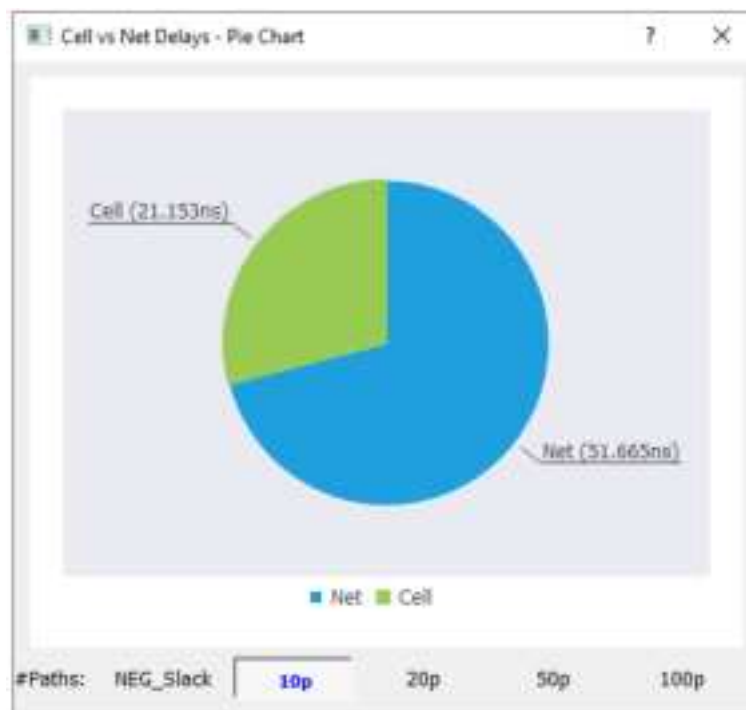 Cell vs Net Delays - Pie Chart ? ×
Cell (21.153ns)
Net (51.665ns)
Net Cell
#Paths: NEG_Slack 10p 20p 50p 100p